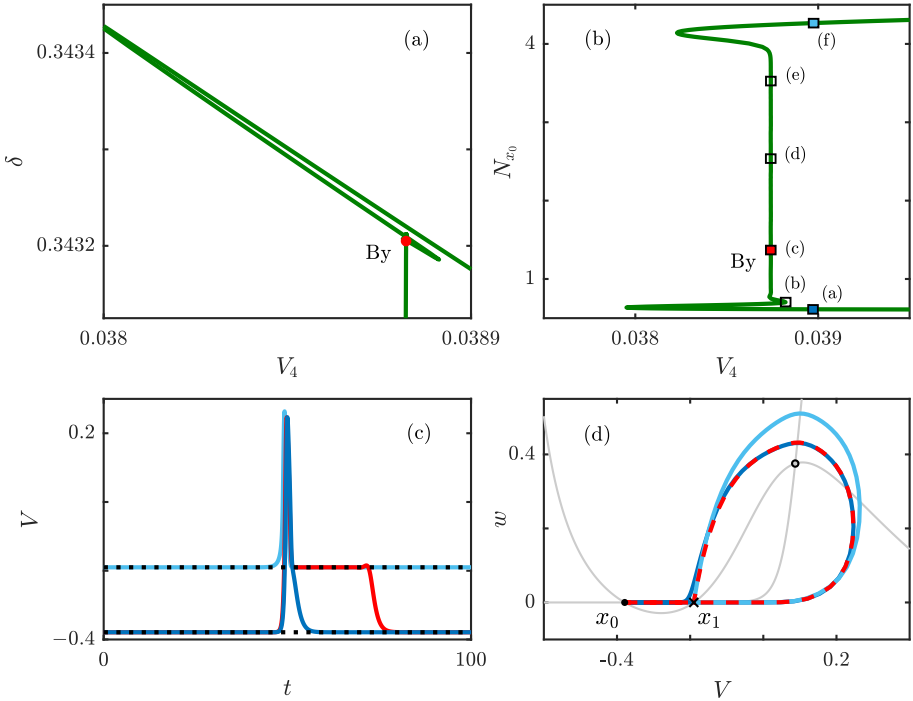 (a)
0.3434
δ
0.3432
By
0.038
0.0389
V₄
(b)
(f)
4
(e)
(d)
Nₓ₀
(c)
By
(b)
1
(a)
0.038
0.039
V₄
(c)
0.2
V
−0.4
0
100
t
(d)
0.4
w
0
x₀
x₁
-0.4
0.2
V